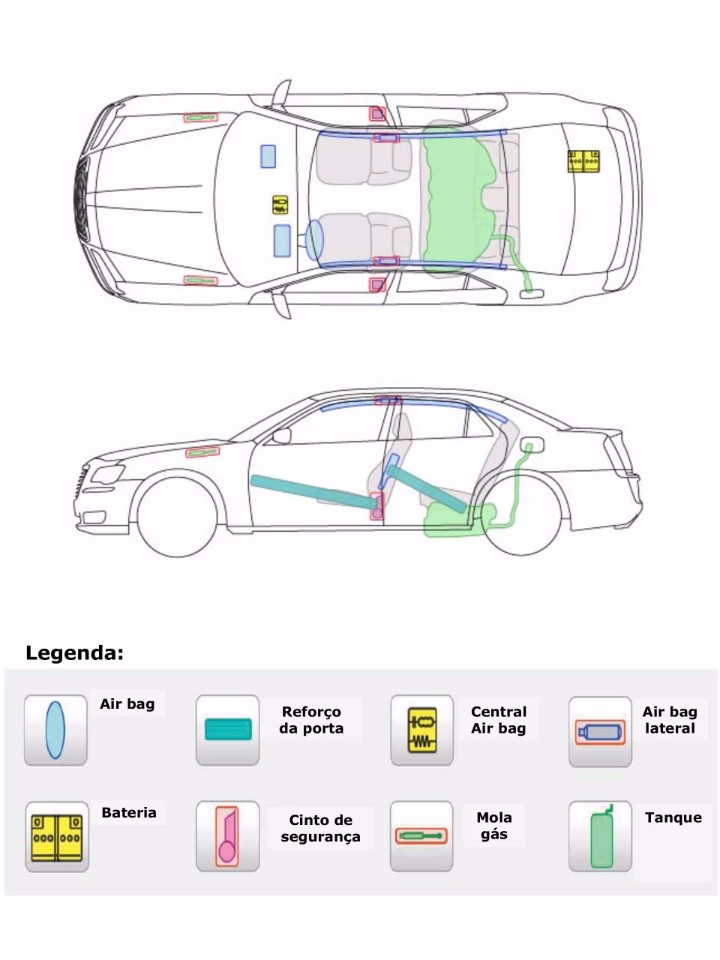 Legenda:
Air bag
Reforço
da porta
Central
Air bag
Air bag
lateral
Bateria
Cinto de
segurança
Mola
gás
Tanque